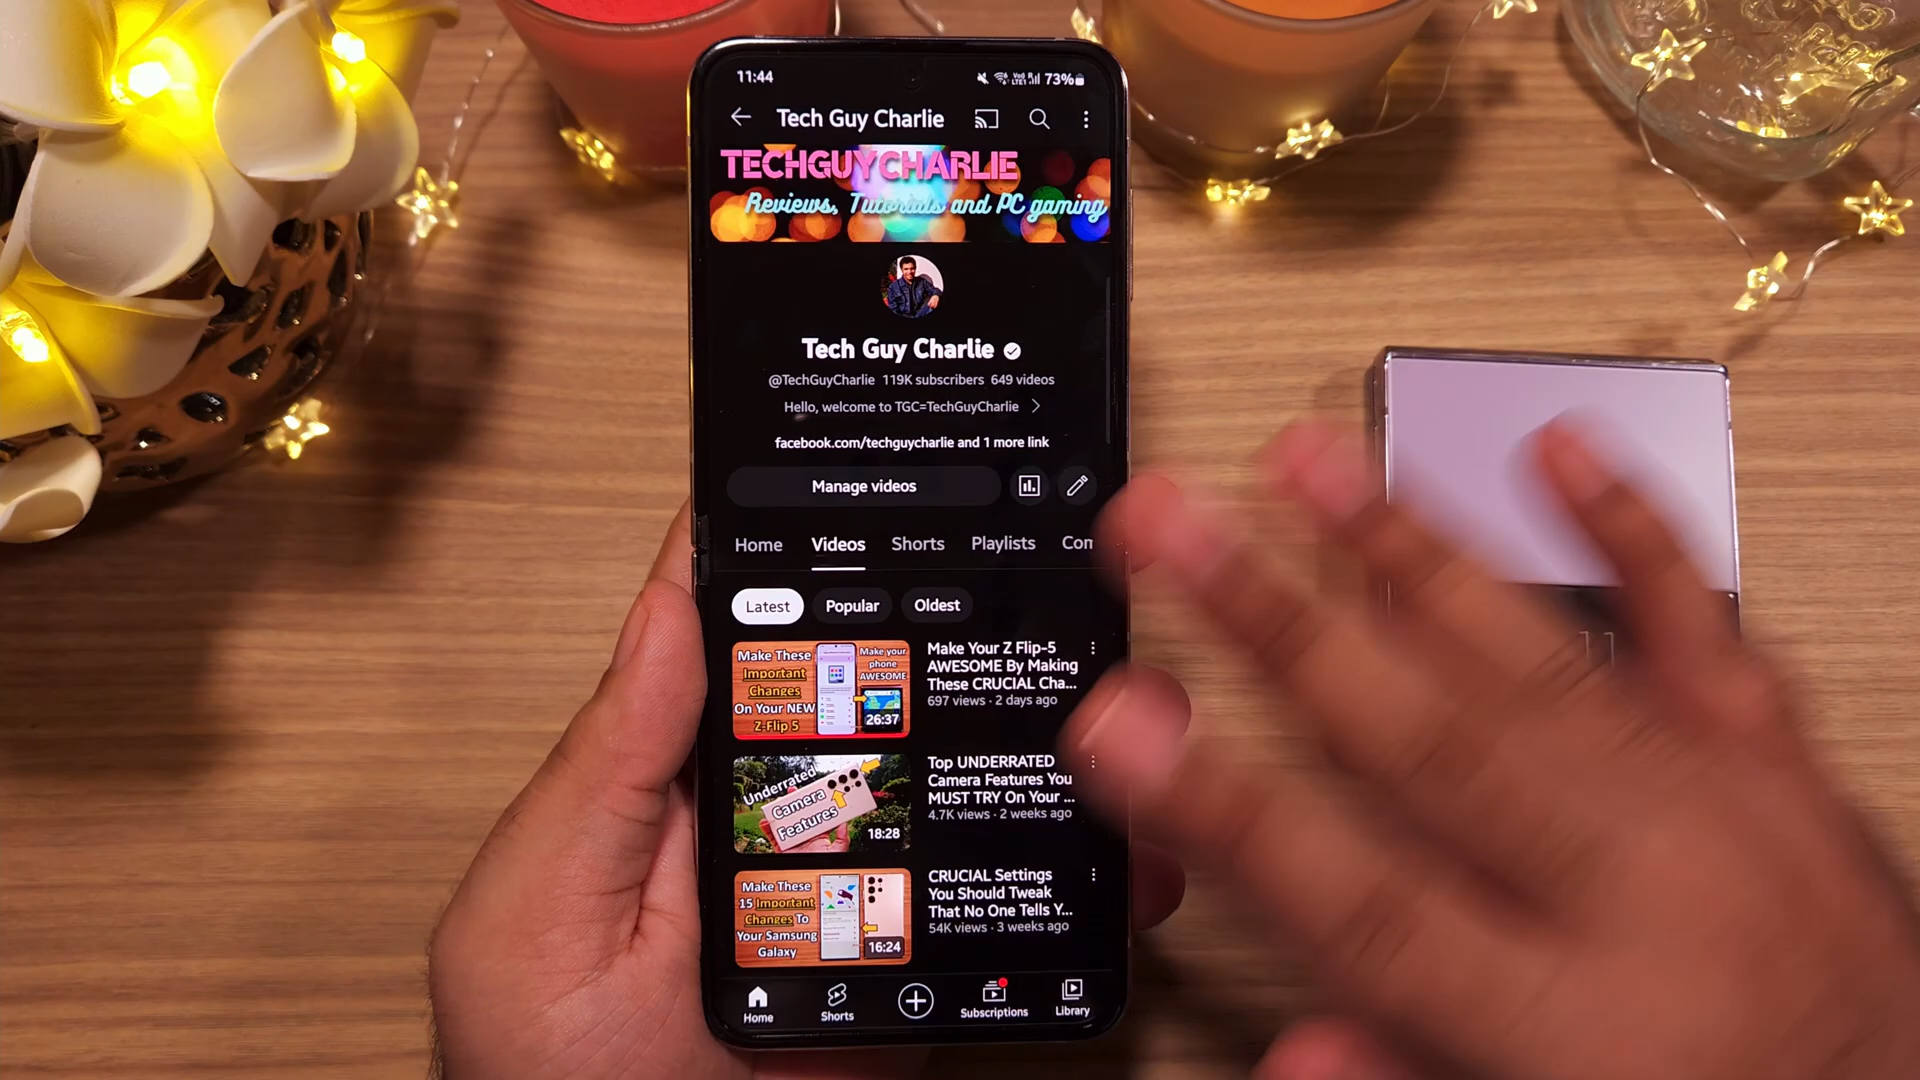 11:44
VoD LTE1 73%
Tech Guy Charlie
TECHGUYCHARLIE
Reviews, Tutorials and PC gaming
Tech Guy Charlie
@TechGuyCharlie 119K subscribers 649 videos
Hello, welcome to TGC=TechGuyCharlie
facebook.com/techguycharlie and 1 more link
Manage videos
Home Videos Shorts Playlists Com
Latest Popular Oldest
Make These
Important
Changes
On Your NEW
Z-Flip 5
Make your
phone
AWESOME
26:37
Make Your Z Flip-5
AWESOME By Making
These CRUCIAL Cha...
697 views · 2 days ago
Underrated
Camera
Features
18:28
Top UNDERRATED
Camera Features You
MUST TRY On Your ...
4.7K views · 2 weeks ago
Make These
15 Important
Changes To
Your Samsung
Galaxy
16:24
CRUCIAL Settings
You Should Tweak
That No One Tells Y...
54K views · 3 weeks ago
Home Shorts Subscriptions Library
11